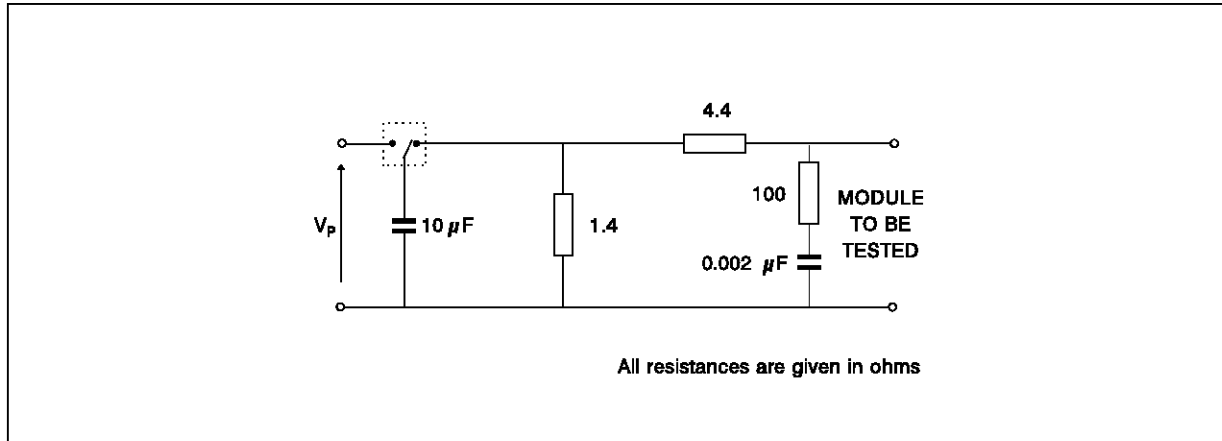 4.4
100
MODULE
TO BE
TESTED
V_P
10 µF
1.4
0.002 µF
All resistances are given in ohms